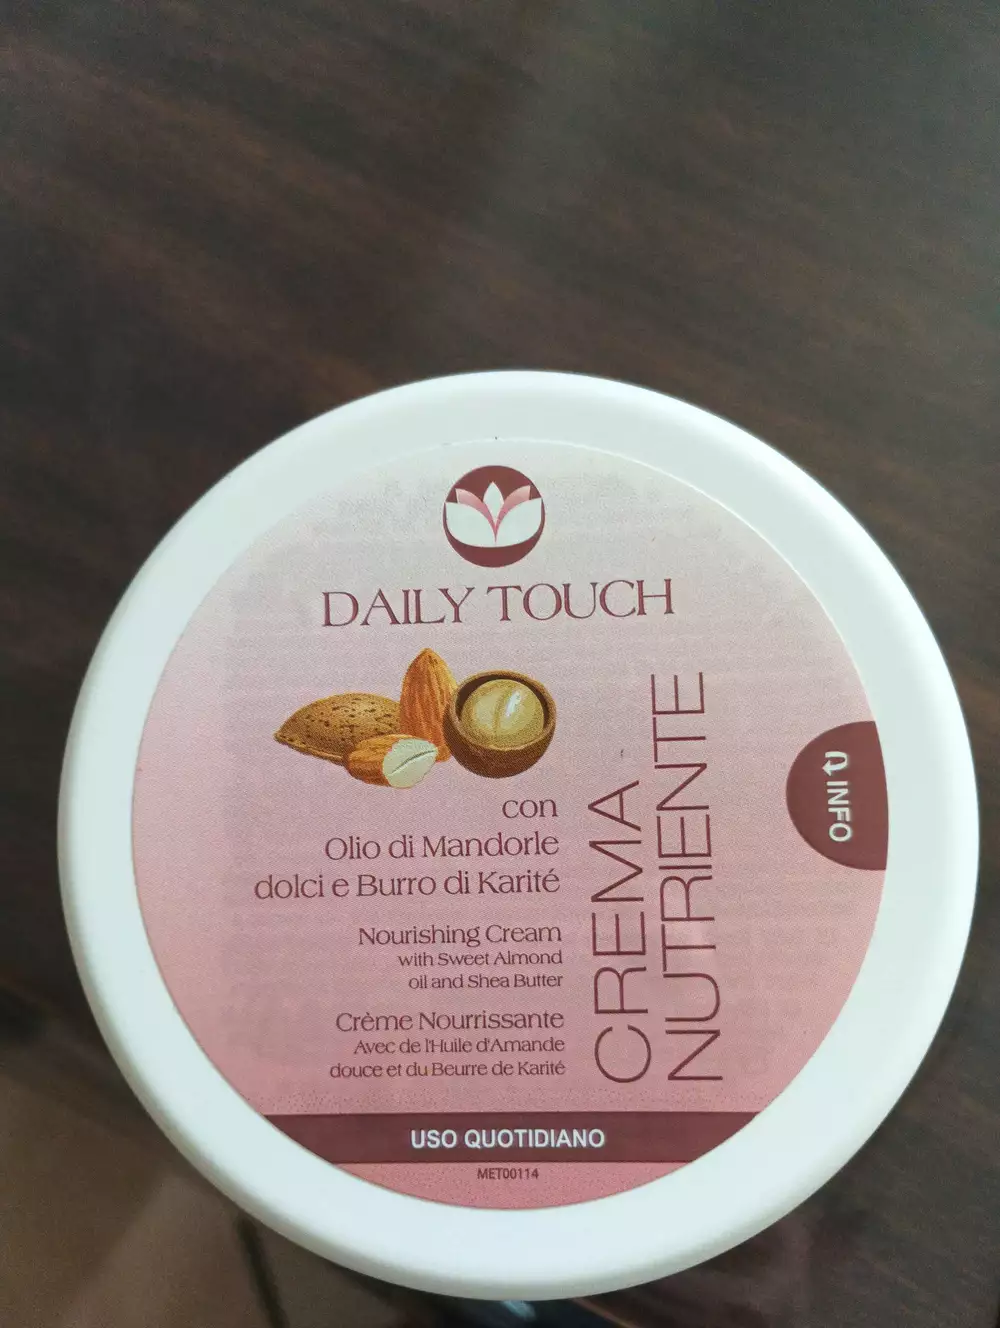 DAILY TOUCH
con
Olio di Mandorle
dolci e Burro di Karité
Nourishing Cream
with Sweet Almond
oil and Shea Butter
Crème Nourrissante
Avec de l'Huile d'Amande
douce et du Beurre de Karité
CREMA
NUTRIENTE
INFO
USO QUOTIDIANO
MET00114